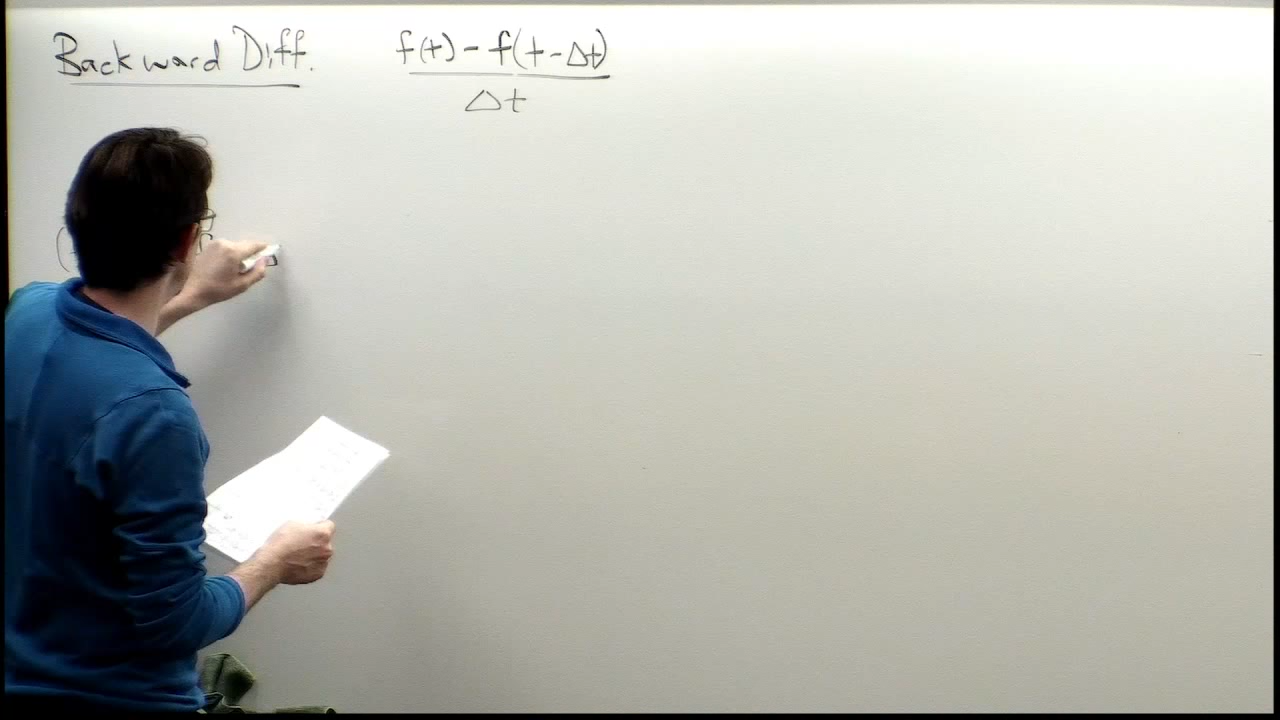 Backward Diff. f(t) - f(t - Δt)
Δt